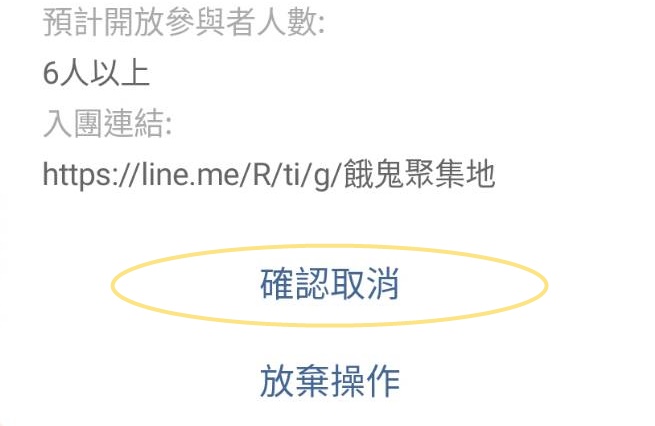 預計開放參與者人數:
6人以上
入團連結:
https://line.me/R/ti/g/餓鬼聚集地
確認取消
放棄操作